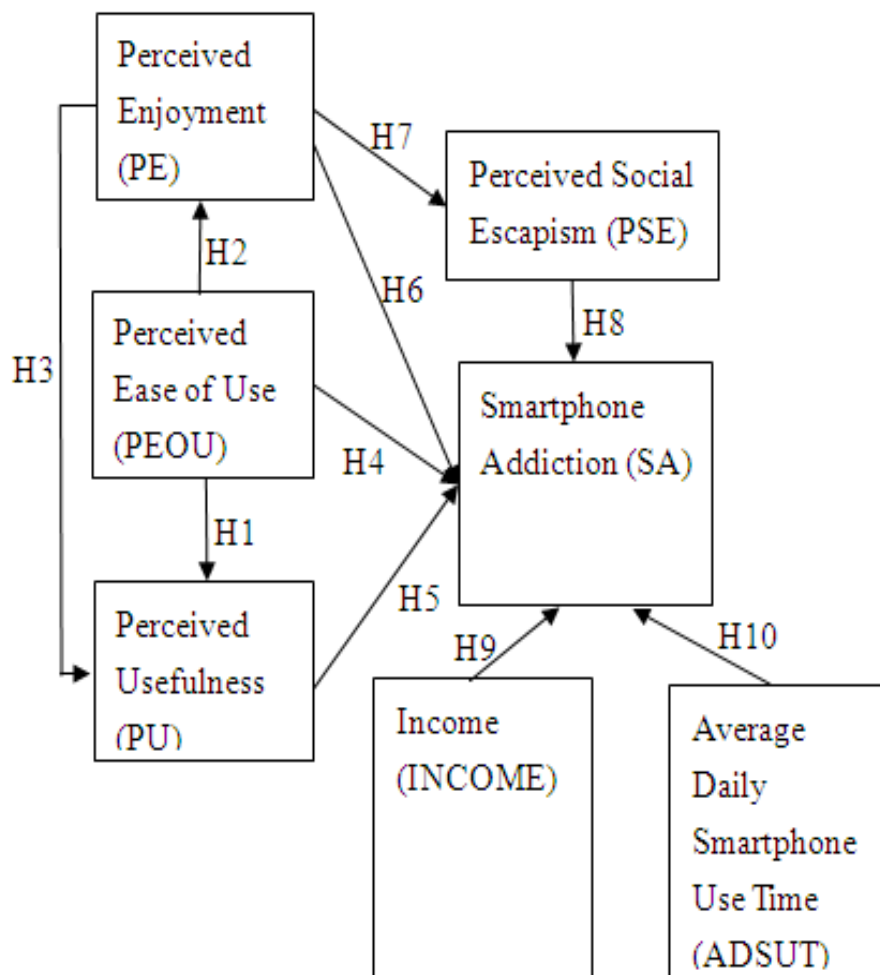 Perceived
Enjoyment
(PE)
H7
Perceived Social
Escapism (PSE)
H2
H6
H8
H3
Perceived
Ease of Use
(PEOU)
H4
Smartphone
Addiction (SA)
H1
H5
Perceived
Usefulness
(PU)
H9
H10
Income
(INCOME)
Average
Daily
Smartphone
Use Time
(ADSUT)